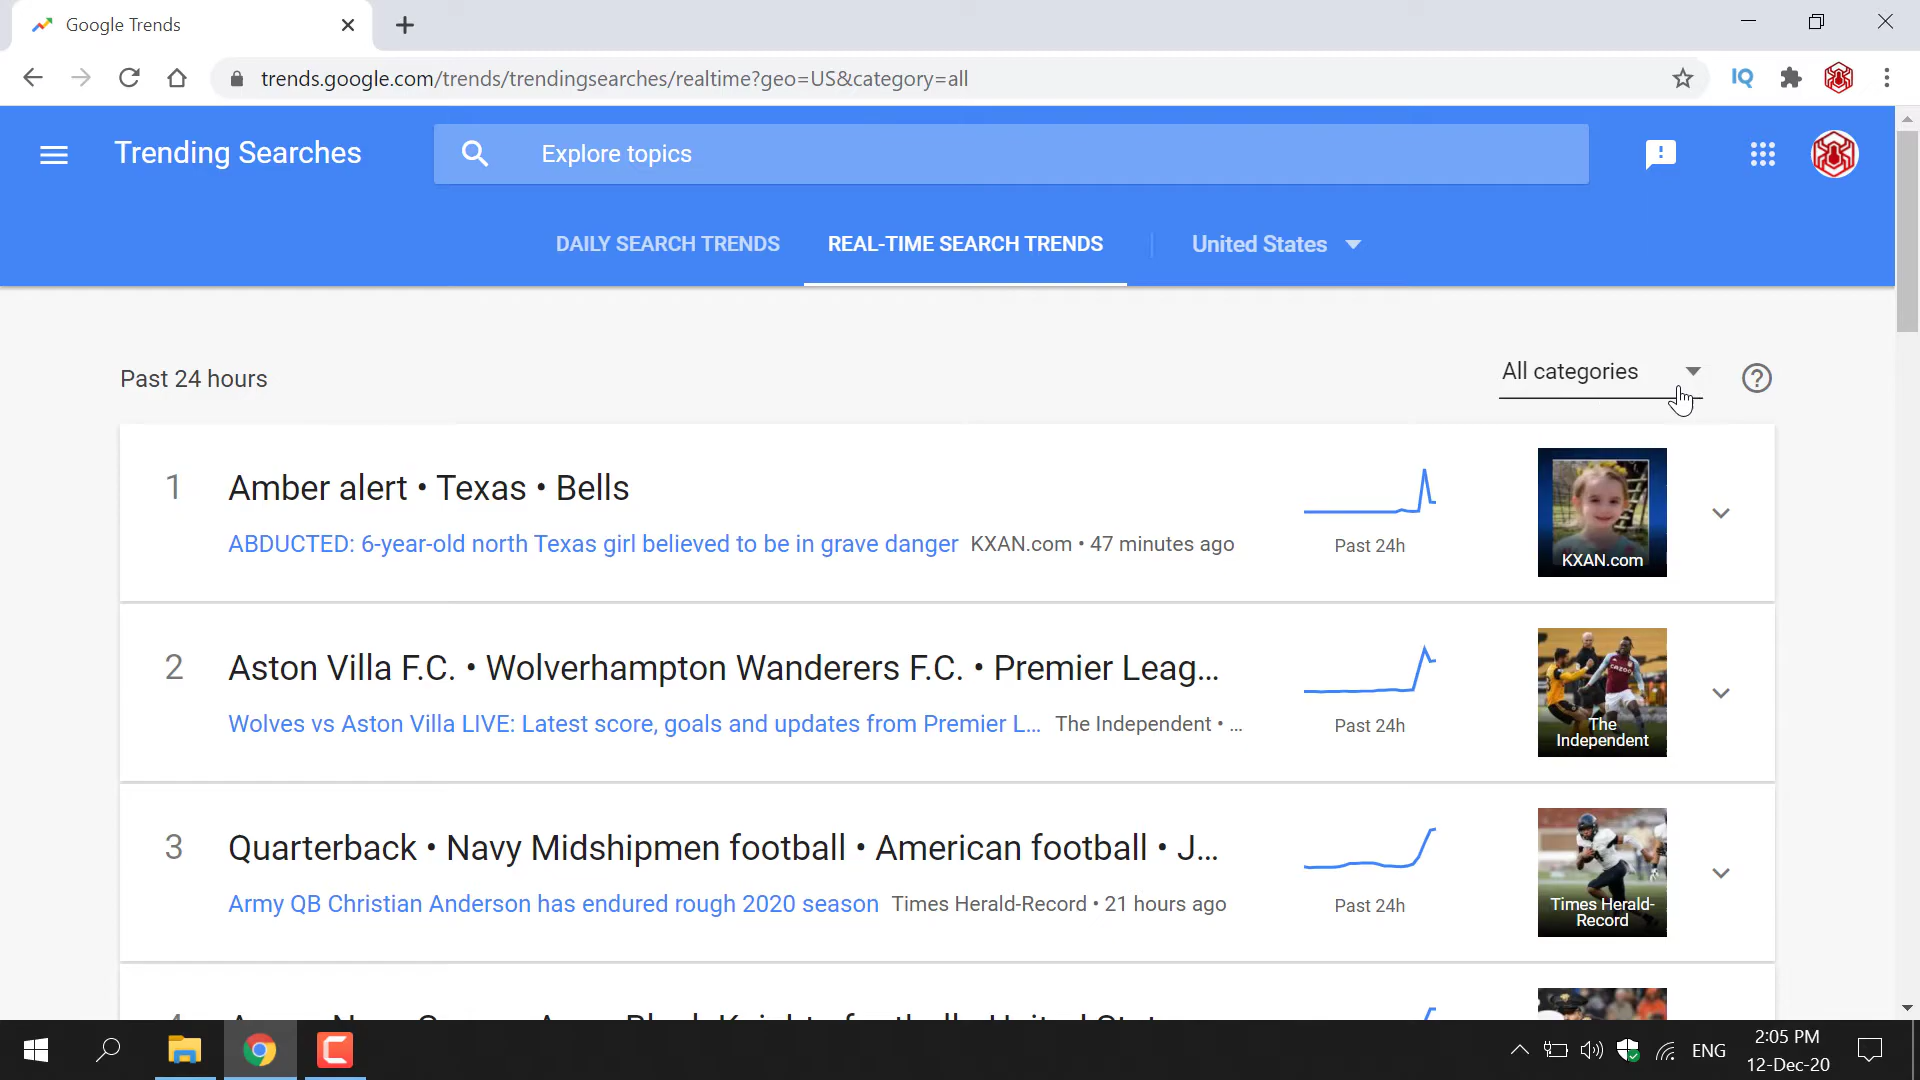 Google Trends
trends.google.com/trends/trendingsearches/realtime?geo=US&category=all
IQ
Trending Searches
Explore topics
DAILY SEARCH TRENDS
REAL-TIME SEARCH TRENDS
United States
Past 24 hours
All categories
1
Amber alert • Texas • Bells
ABDUCTED: 6-year-old north Texas girl believed to be in grave danger
KXAN.com • 47 minutes ago
Past 24h
KXAN.com
2
Aston Villa F.C. • Wolverhampton Wanderers F.C. • Premier Leag...
Wolves vs Aston Villa LIVE: Latest score, goals and updates from Premier L...
The Independent • ...
Past 24h
The
Independent
3
Quarterback • Navy Midshipmen football • American football • J...
Army QB Christian Anderson has endured rough 2020 season
Times Herald-Record • 21 hours ago
Past 24h
Times Herald-
Record
ENG
2:05 PM
12-Dec-20